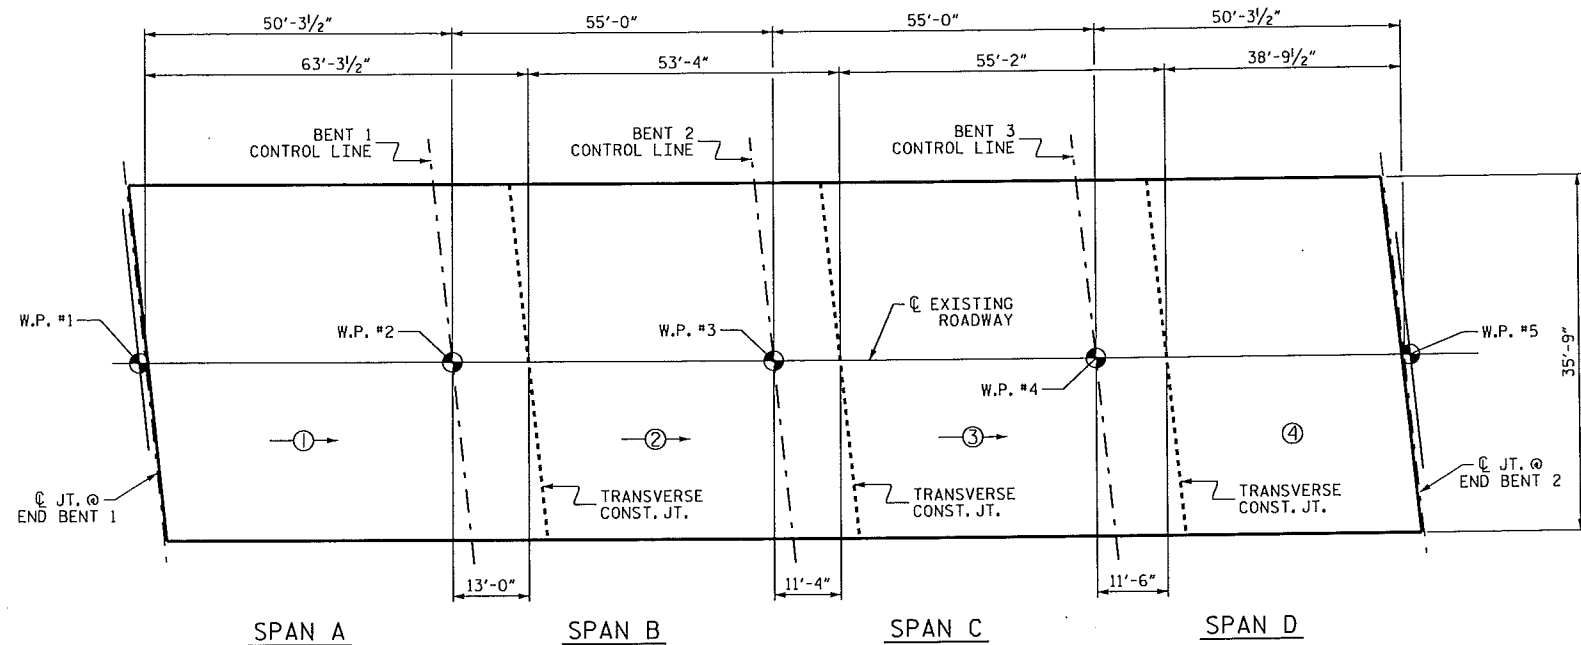 50'-3½"
55'-0"
55'-0"
50'-3½"
63'-3½"
53'-4"
55'-2"
38'-9½"
BENT 1
CONTROL LINE
BENT 2
CONTROL LINE
BENT 3
CONTROL LINE
W.P. #1
W.P. #2
W.P. #3
℄ EXISTING
ROADWAY
W.P. #4
W.P. #5
35'-9"
1
2
3
4
℄ JT. @
END BENT 1
TRANSVERSE
CONST. JT.
TRANSVERSE
CONST. JT.
TRANSVERSE
CONST. JT.
℄ JT. @
END BENT 2
13'-0"
11'-4"
11'-6"
SPAN A
SPAN B
SPAN C
SPAN D